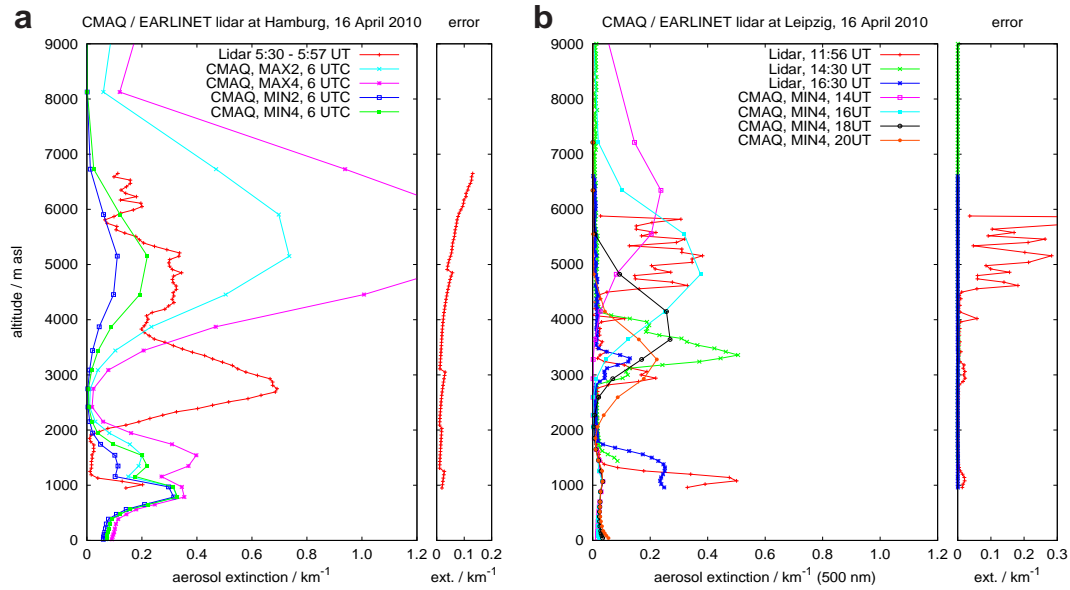 a
CMAQ / EARLINET lidar at Hamburg, 16 April 2010
error
9000
8000
7000
6000
5000
4000
3000
2000
1000
0
altitude / m asl
Lidar 5:30 - 5:57 UT
CMAQ, MAX2, 6 UTC
CMAQ, MAX4, 6 UTC
CMAQ, MIN2, 6 UTC
CMAQ, MIN4, 6 UTC
0 0.2 0.4 0.6 0.8 1.0 1.2
aerosol extinction / km⁻¹
0 0.1 0.2
ext. / km⁻¹
b
CMAQ / EARLINET lidar at Leipzig, 16 April 2010
error
9000
8000
7000
6000
5000
4000
3000
2000
1000
0
Lidar, 11:56 UT
Lidar, 14:30 UT
Lidar, 16:30 UT
CMAQ, MIN4, 14UT
CMAQ, MIN4, 16UT
CMAQ, MIN4, 18UT
CMAQ, MIN4, 20UT
0 0.2 0.4 0.6 0.8 1.0 1.2
aerosol extinction / km⁻¹ (500 nm)
0 0.1 0.2 0.3
ext. / km⁻¹